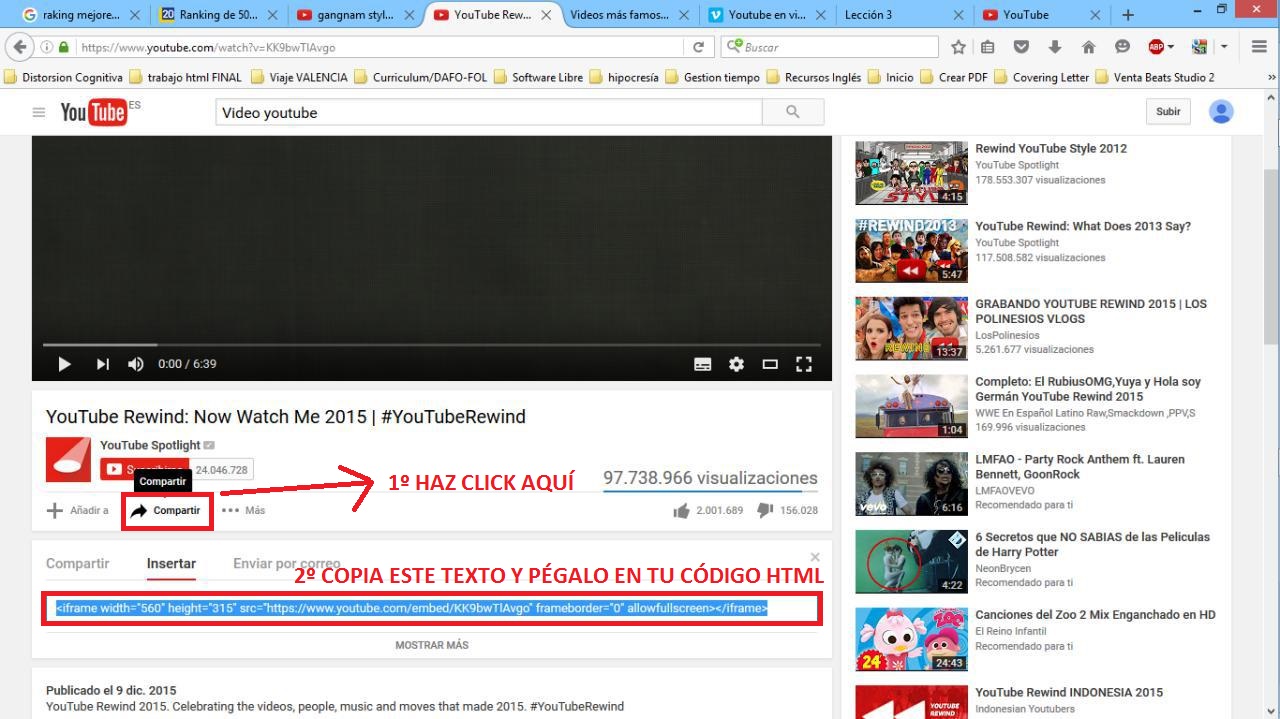 raking mejore...
Ranking de 50...
gangnam styl...
YouTube Rew...
Videos más famos...
Youtube en vi...
Lección 3
YouTube
https://www.youtube.com/watch?v=KK9bwTlAvgo
Buscar
ABP
Distorsion Cognitiva
trabajo html FINAL
Viaje VALENCIA
Curriculum/DAFO-FOL
Software Libre
hipocresía
Gestion tiempo
Recursos Inglés
Inicio
Crear PDF
Covering Letter
Venta Beats Studio 2
YouTube ES
Video youtube
Subir
0:00 / 6:39
YouTube Rewind: Now Watch Me 2015 | #YouTubeRewind
YouTube Spotlight
24.046.728
Compartir
1º HAZ CLICK AQUÍ
97.738.966 visualizaciones
Añadir a
Compartir
Más
2.001.689
156.028
Compartir
Insertar
Enviar por correo
2º COPIA ESTE TEXTO Y PÉGALO EN TU CÓDIGO HTML
<iframe width="560" height="315" src="https://www.youtube.com/embed/KK9bwTlAvgo" frameborder="0" allowfullscreen></iframe>
MOSTRAR MÁS
Publicado el 9 dic. 2015
YouTube Rewind 2015. Celebrating the videos, people, music and moves that made 2015. #YouTubeRewind
4:15
Rewind YouTube Style 2012
YouTube Spotlight
178.553.307 visualizaciones
#REWIND2013
5:47
YouTube Rewind: What Does 2013 Say?
YouTube Spotlight
117.508.582 visualizaciones
REWIND
13:37
GRABANDO YOUTUBE REWIND 2015 | LOS
POLINESIOS VLOGS
LosPolinesios
5.261.677 visualizaciones
1:04
Completo: El RubiusOMG,Yuya y Hola soy
Germán YouTube Rewind 2015
WWE En Español Latino Raw,Smackdown ,PPV,S
169.996 visualizaciones
vevo
6:16
LMFAO - Party Rock Anthem ft. Lauren
Bennett, GoonRock
LMFAOVEVO
Recomendado para ti
4:22
6 Secretos que NO SABIAS de las Peliculas
de Harry Potter
NeonBrycen
Recomendado para ti
ZOO
24
24:43
Canciones del Zoo 2 Mix Enganchado en HD
El Reino Infantil
Recomendado para ti
YOUTUBE
REWIND
YouTube Rewind INDONESIA 2015
Indonesian Youtubers